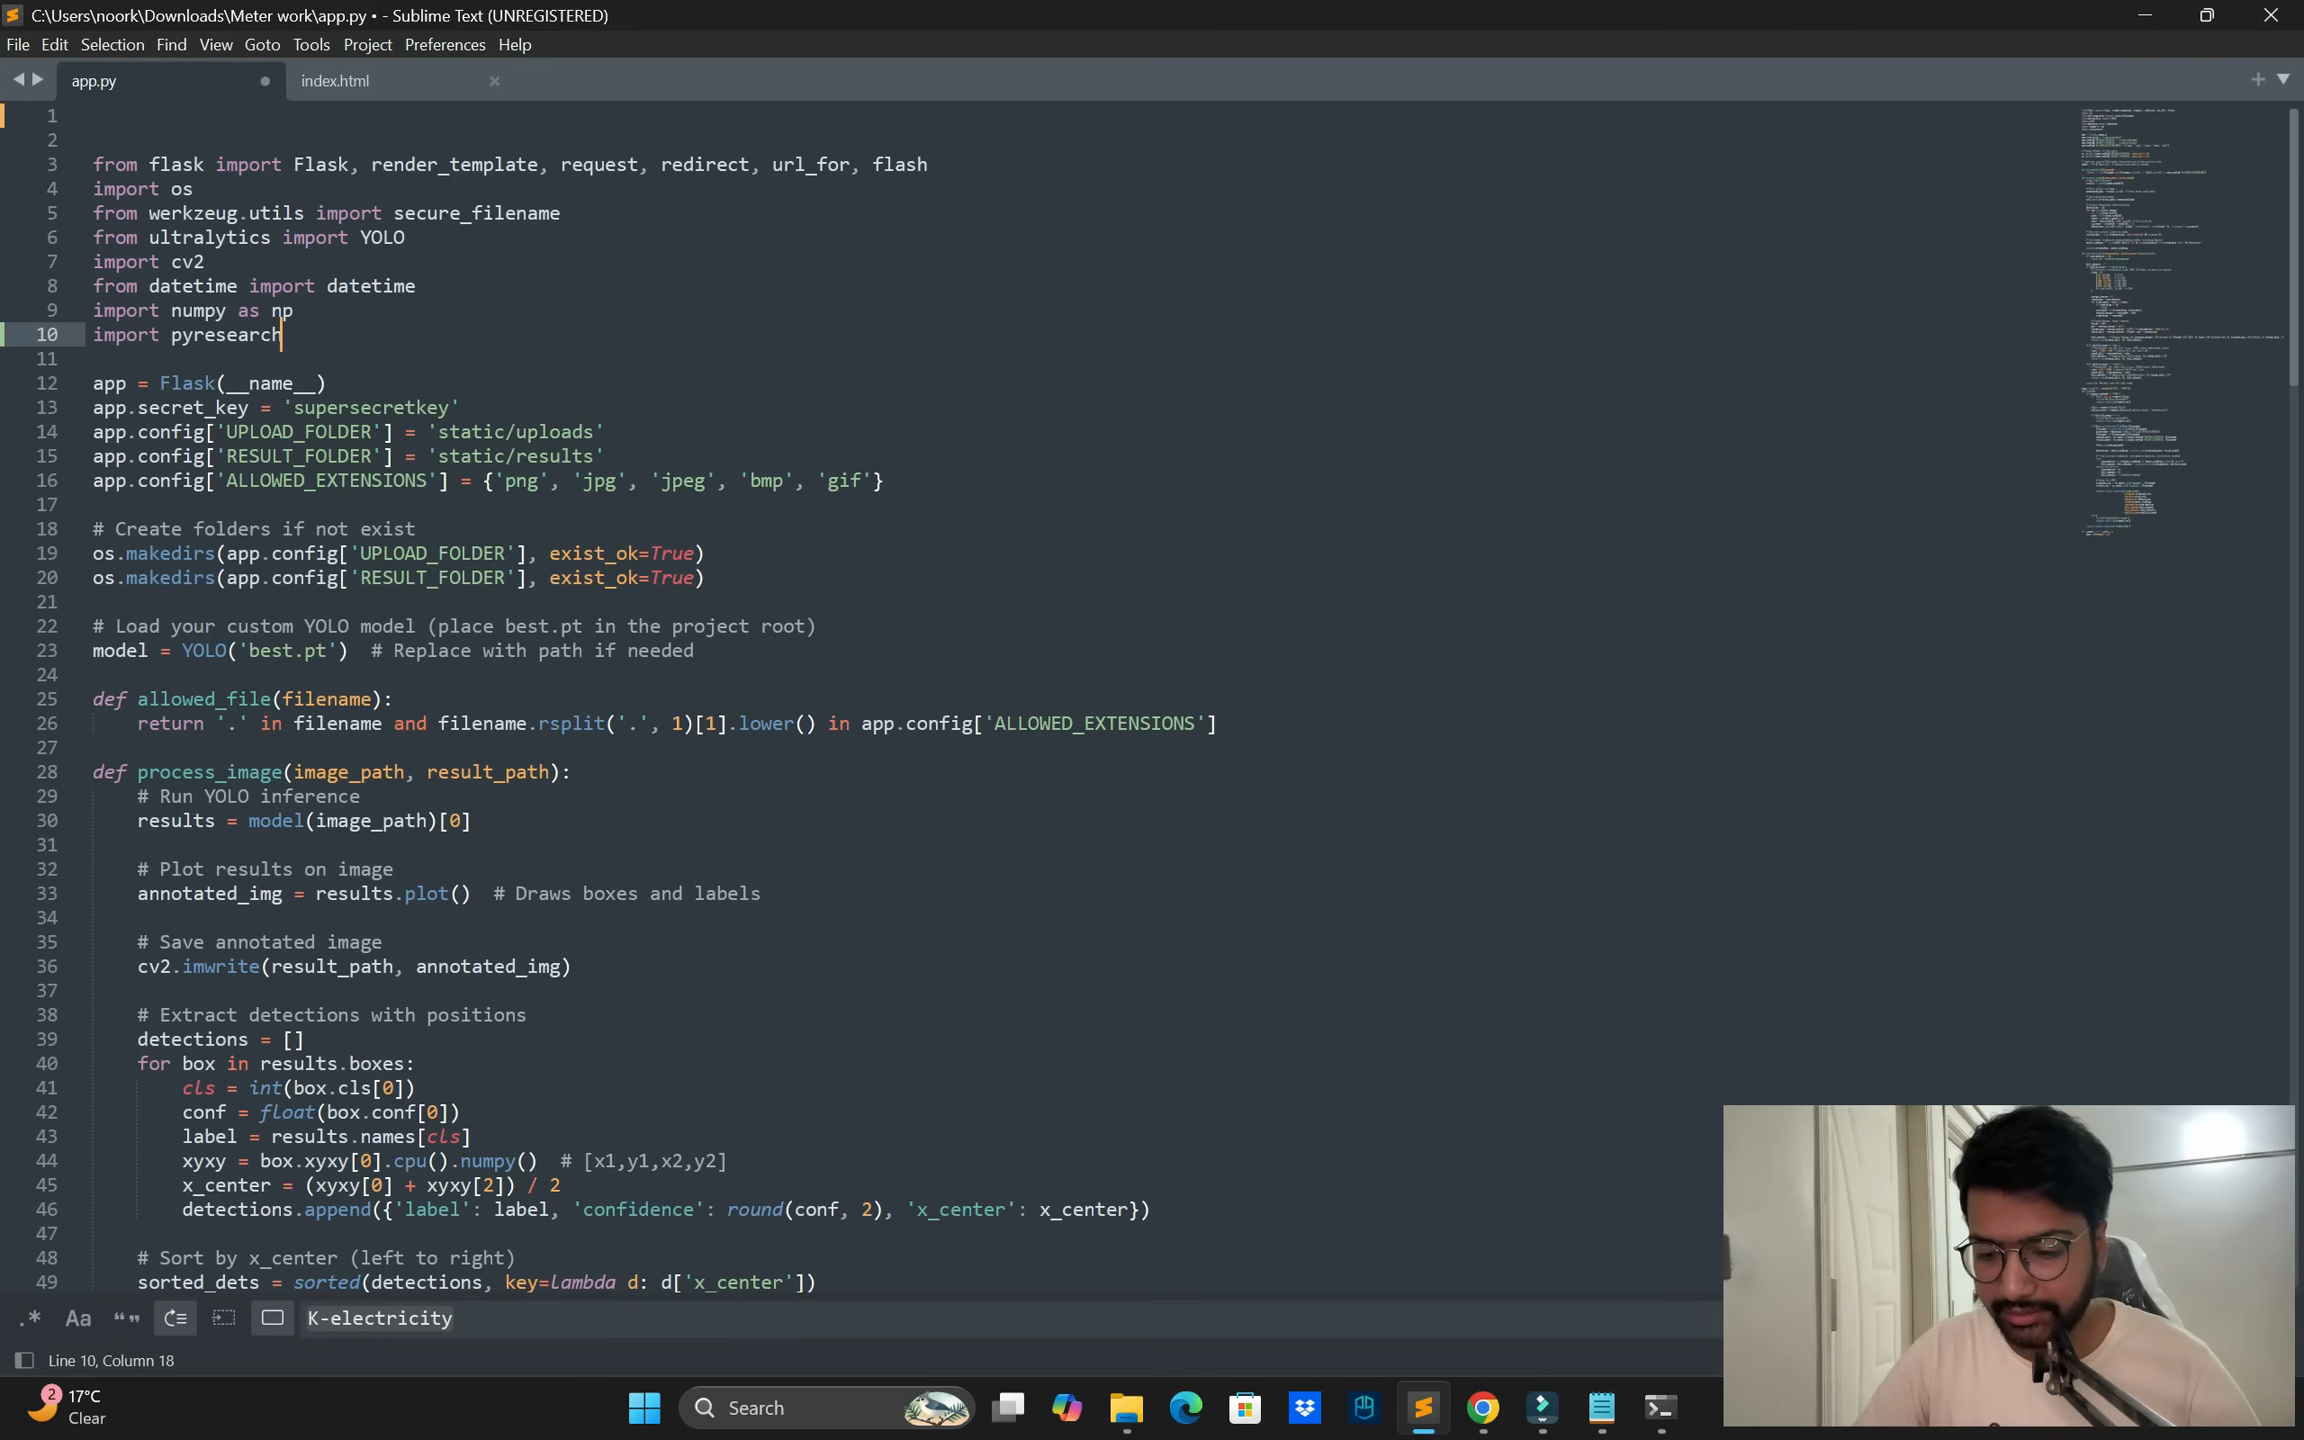 C:\Users\noork\Downloads\Meter work\app.py • - Sublime Text (UNREGISTERED)
File Edit Selection Find View Goto Tools Project Preferences Help
app.py
index.html
1
2
3 from flask import Flask, render_template, request, redirect, url_for, flash
4 import os
5 from werkzeug.utils import secure_filename
6 from ultralytics import YOLO
7 import cv2
8 from datetime import datetime
9 import numpy as np
10 import pyresearch
11
12 app = Flask(__name__)
13 app.secret_key = 'supersecretkey'
14 app.config['UPLOAD_FOLDER'] = 'static/uploads'
15 app.config['RESULT_FOLDER'] = 'static/results'
16 app.config['ALLOWED_EXTENSIONS'] = {'png', 'jpg', 'jpeg', 'bmp', 'gif'}
17
18 # Create folders if not exist
19 os.makedirs(app.config['UPLOAD_FOLDER'], exist_ok=True)
20 os.makedirs(app.config['RESULT_FOLDER'], exist_ok=True)
21
22 # Load your custom YOLO model (place best.pt in the project root)
23 model = YOLO('best.pt')  # Replace with path if needed
24
25 def allowed_file(filename):
26     return '.' in filename and filename.rsplit('.', 1)[1].lower() in app.config['ALLOWED_EXTENSIONS']
27
28 def process_image(image_path, result_path):
29     # Run YOLO inference
30     results = model(image_path)[0]
31
32     # Plot results on image
33     annotated_img = results.plot()  # Draws boxes and labels
34
35     # Save annotated image
36     cv2.imwrite(result_path, annotated_img)
37
38     # Extract detections with positions
39     detections = []
40     for box in results.boxes:
41         cls = int(box.cls[0])
42         conf = float(box.conf[0])
43         label = results.names[cls]
44         xyxy = box.xyxy[0].cpu().numpy()  # [x1,y1,x2,y2]
45         x_center = (xyxy[0] + xyxy[2]) / 2
46         detections.append({'label': label, 'confidence': round(conf, 2), 'x_center': x_center})
47
48     # Sort by x_center (left to right)
49     sorted_dets = sorted(detections, key=lambda d: d['x_center'])
.* Aa “” K-electricity
Line 10, Column 18
2
17°C
Clear
Search